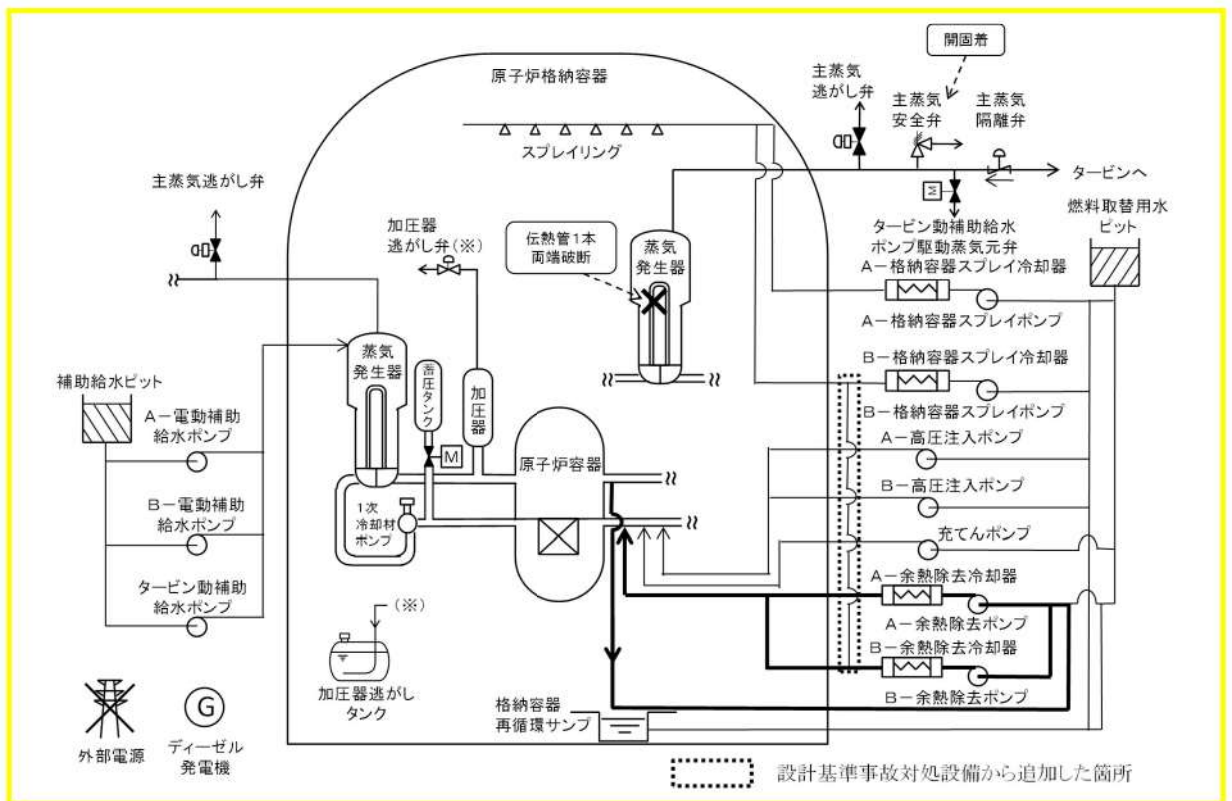 開固着
原子炉格納容器
主蒸気
逃がし弁
主蒸気
安全弁
主蒸気
隔離弁
スプレイリング
タービンへ
主蒸気逃がし弁
加圧器
逃がし弁(※)
伝熱管1本
両端破断
蒸気
発生器
M
タービン動補助給水
ポンプ駆動蒸気元弁
燃料取替用水
ピット
A-格納容器スプレイ冷却器
A-格納容器スプレイポンプ
蒸気
発生器
蓄圧タンク
加圧器
B-格納容器スプレイ冷却器
B-格納容器スプレイポンプ
補助給水ピット
A-電動補助
給水ポンプ
M
原子炉容器
A-高圧注入ポンプ
B-高圧注入ポンプ
B-電動補助
給水ポンプ
1次
冷却材
ポンプ
充てんポンプ
A-余熱除去冷却器
A-余熱除去ポンプ
タービン動補助
給水ポンプ
(※)
B-余熱除去冷却器
B-余熱除去ポンプ
加圧器逃がし
タンク
格納容器
再循環サンプ
G
外部電源
ディーゼル
発電機
設計基準事故対処設備から追加した箇所